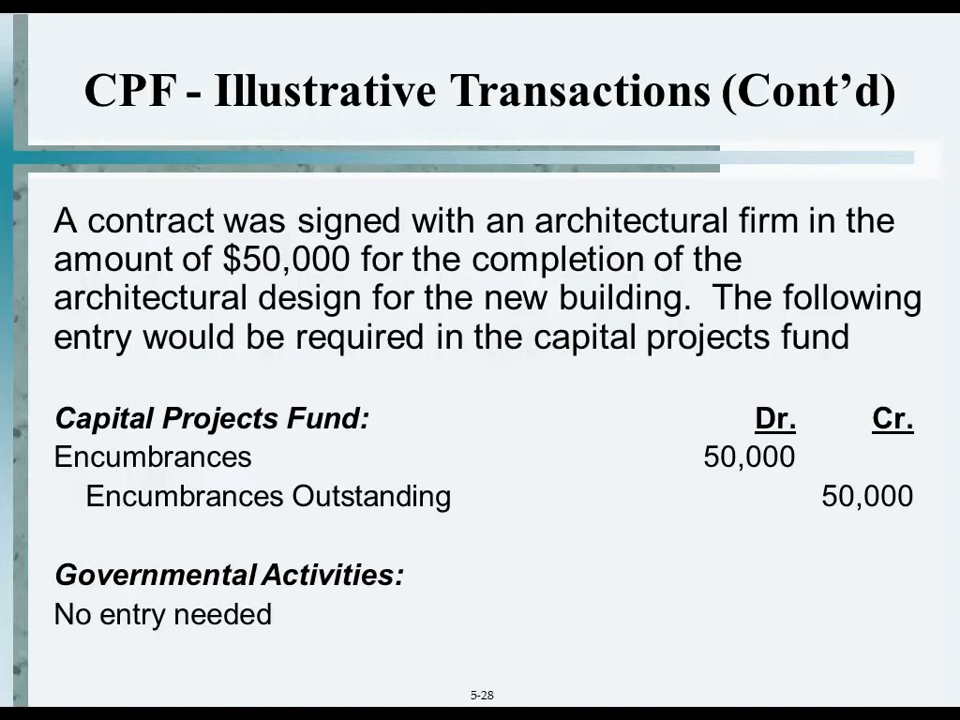 CPF - Illustrative Transactions (Cont’d)
A contract was signed with an architectural firm in the
amount of $50,000 for the completion of the
architectural design for the new building.  The following
entry would be required in the capital projects fund
Capital Projects Fund: Dr. Cr.
Encumbrances 50,000
Encumbrances Outstanding 50,000
Governmental Activities:
No entry needed
5-28